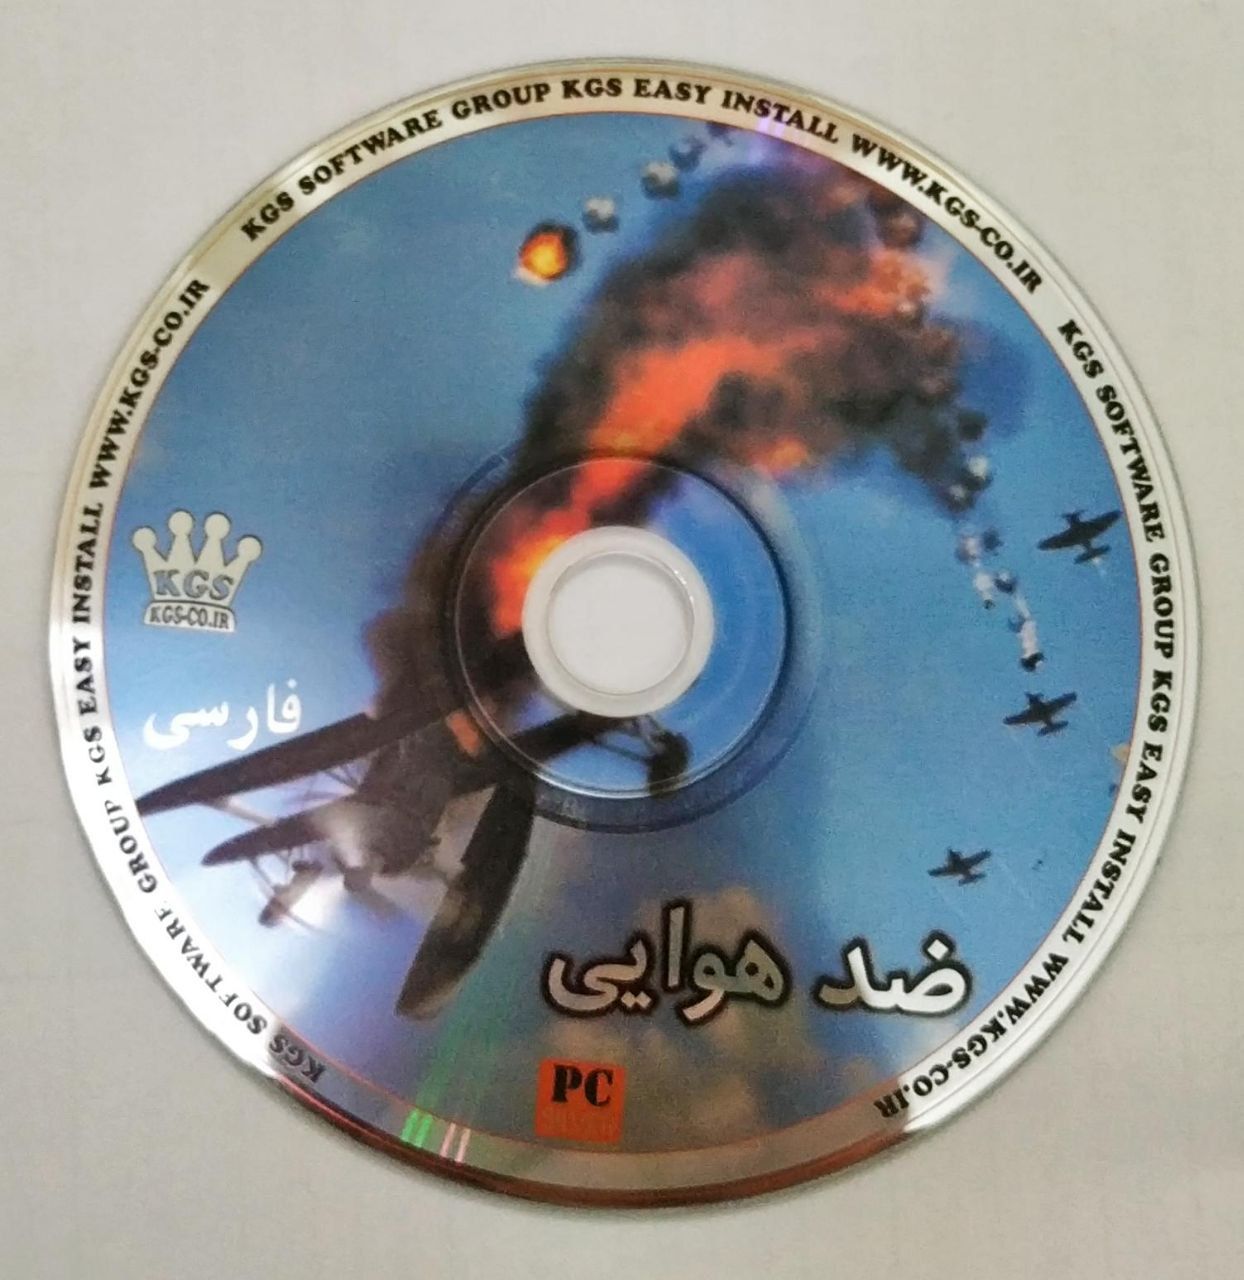 KGS SOFTWARE GROUP KGS EASY INSTALL WWW.KGS-CO.IR
KGS SOFTWARE GROUP KGS EASY INSTALL WWW.KGS-CO.IR
KGS SOFTWARE GROUP KGS EASY INSTALL WWW.KGS-CO.IR
KGS
KGS-CO.IR
فارسی
ضد هوایی
PC